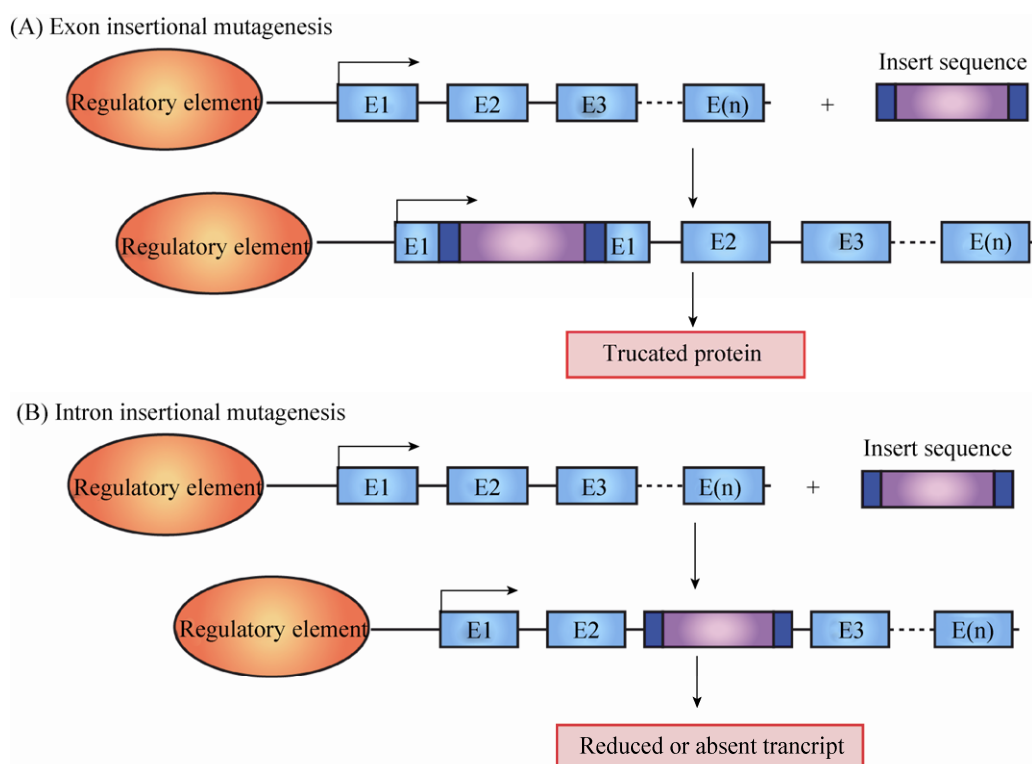 (A) Exon insertional mutagenesis
Insert sequence
Regulatory element
E1
E2
E3
E(n)
+
Regulatory element
E1
E1
E2
E3
E(n)
Trucated protein
(B) Intron insertional mutagenesis
Insert sequence
Regulatory element
E1
E2
E3
E(n)
+
Regulatory element
E1
E2
E3
E(n)
Reduced or absent trancript